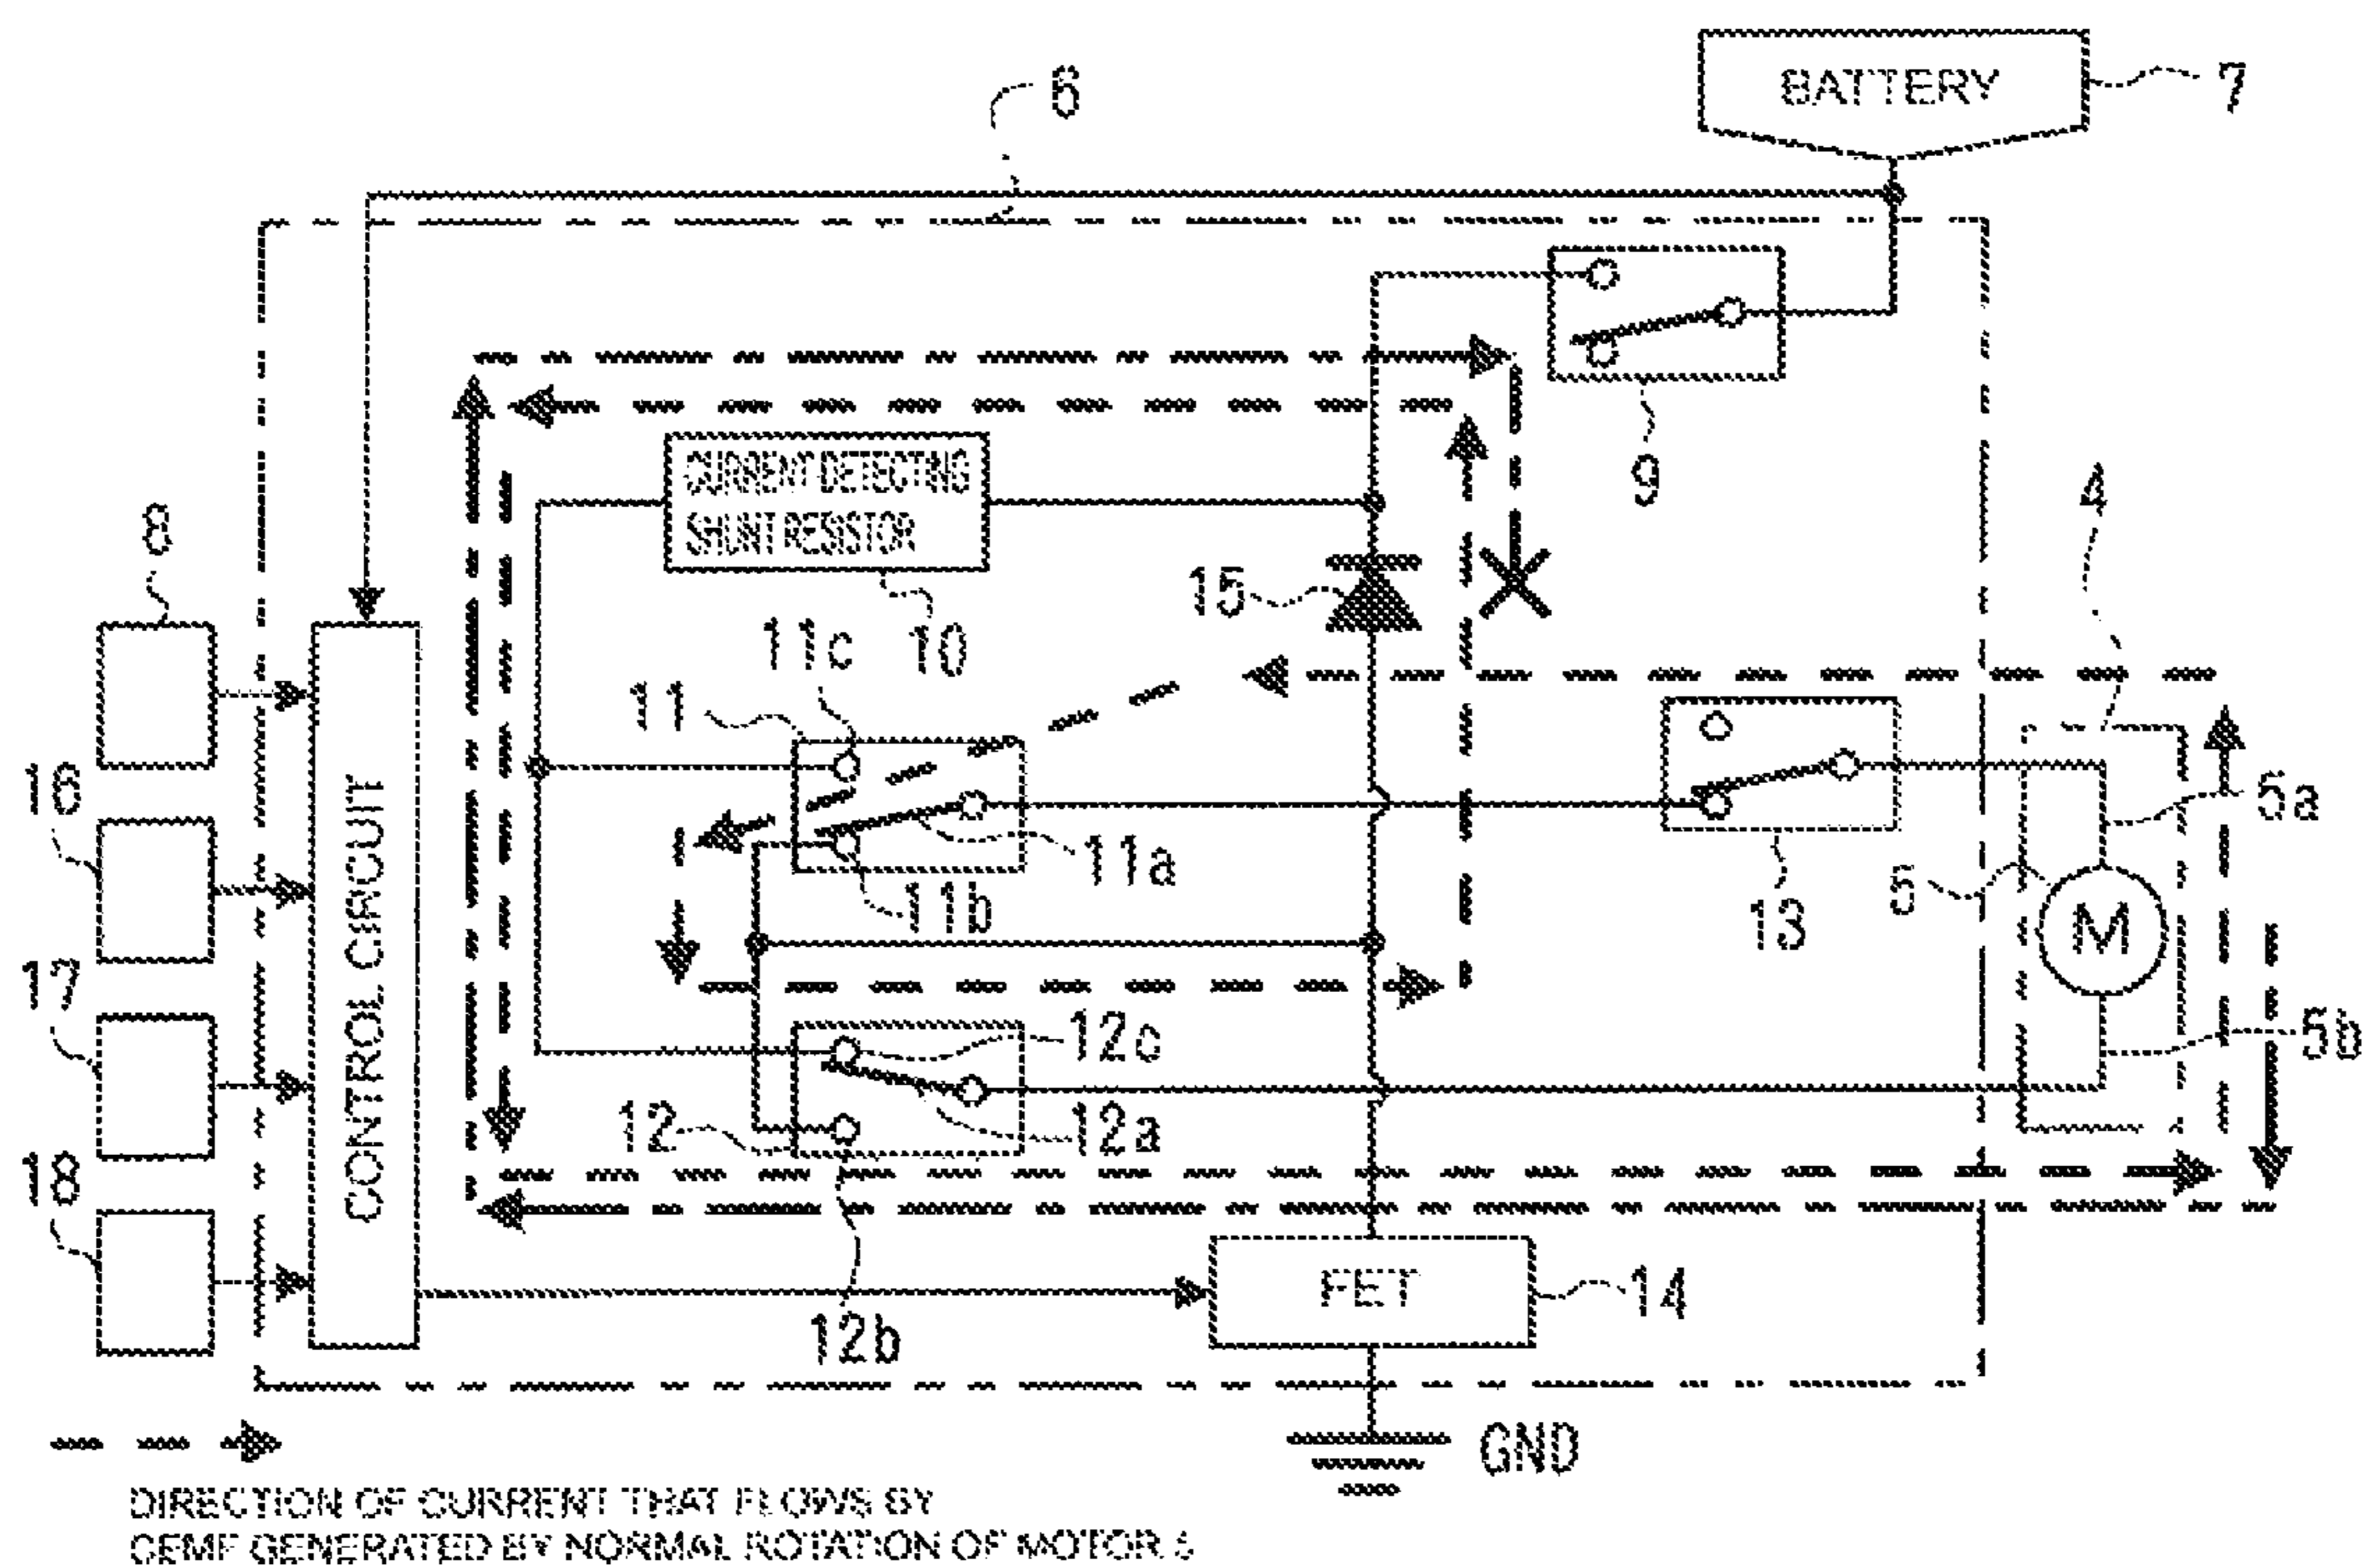 6
BATTERY
7
9
4
8
CURRENT DETECTING
SHUNT RESISTOR
10
15
11c
11
16
CONTROL CIRCUIT
11a
11b
13
5
5a
M
17
12c
5b
12
12a
18
FET
14
12b
GND
DIRECTION OF CURRENT THAT FLOWS BY
CEMF GENERATED BY NORMAL ROTATION OF MOTOR 5